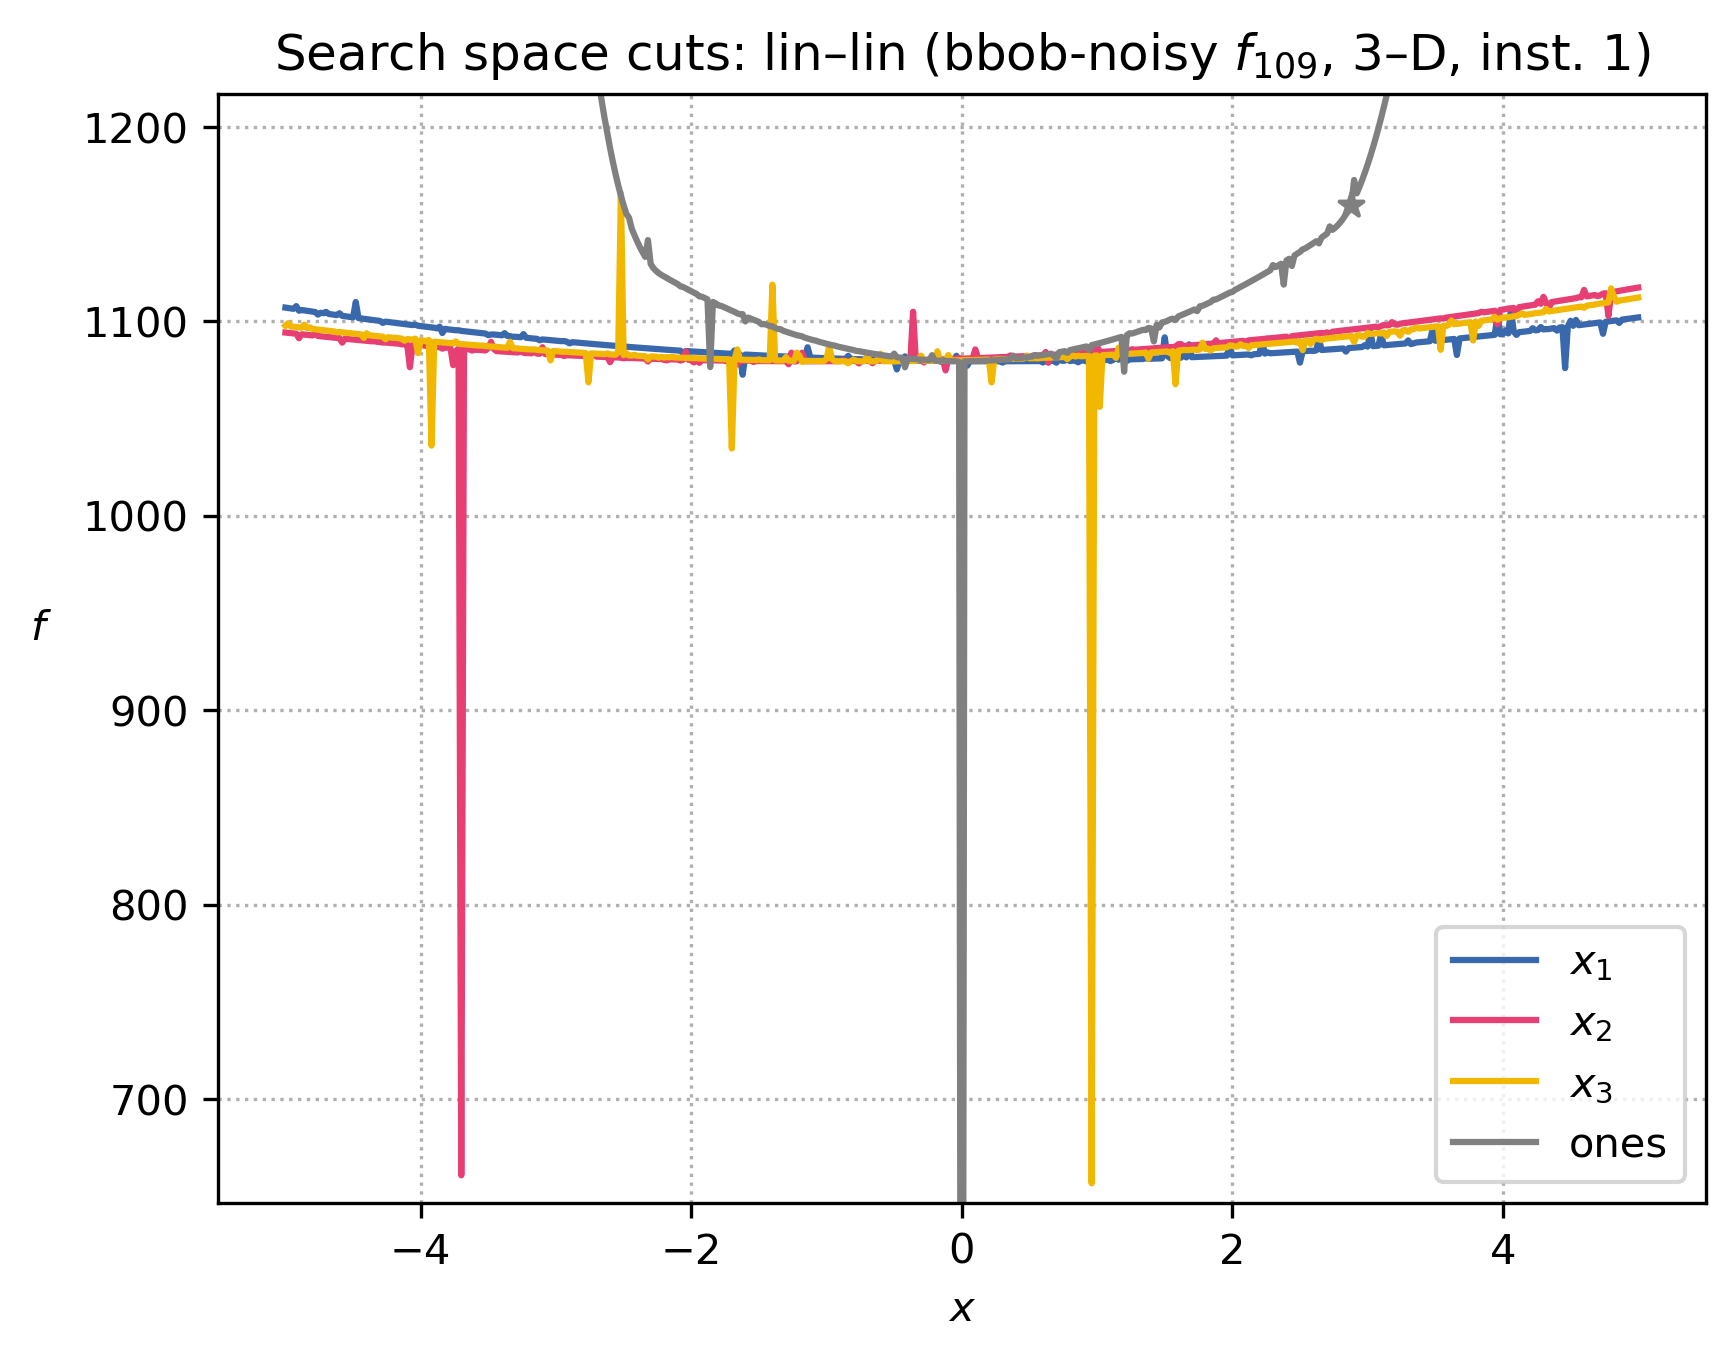 Search space cuts: lin–lin (bbob-noisy f₁₀₉, 3–D, inst. 1)
1200
1100
1000
900
800
700
f
−4
−2
0
2
4
x
x₁
x₂
x₃
ones